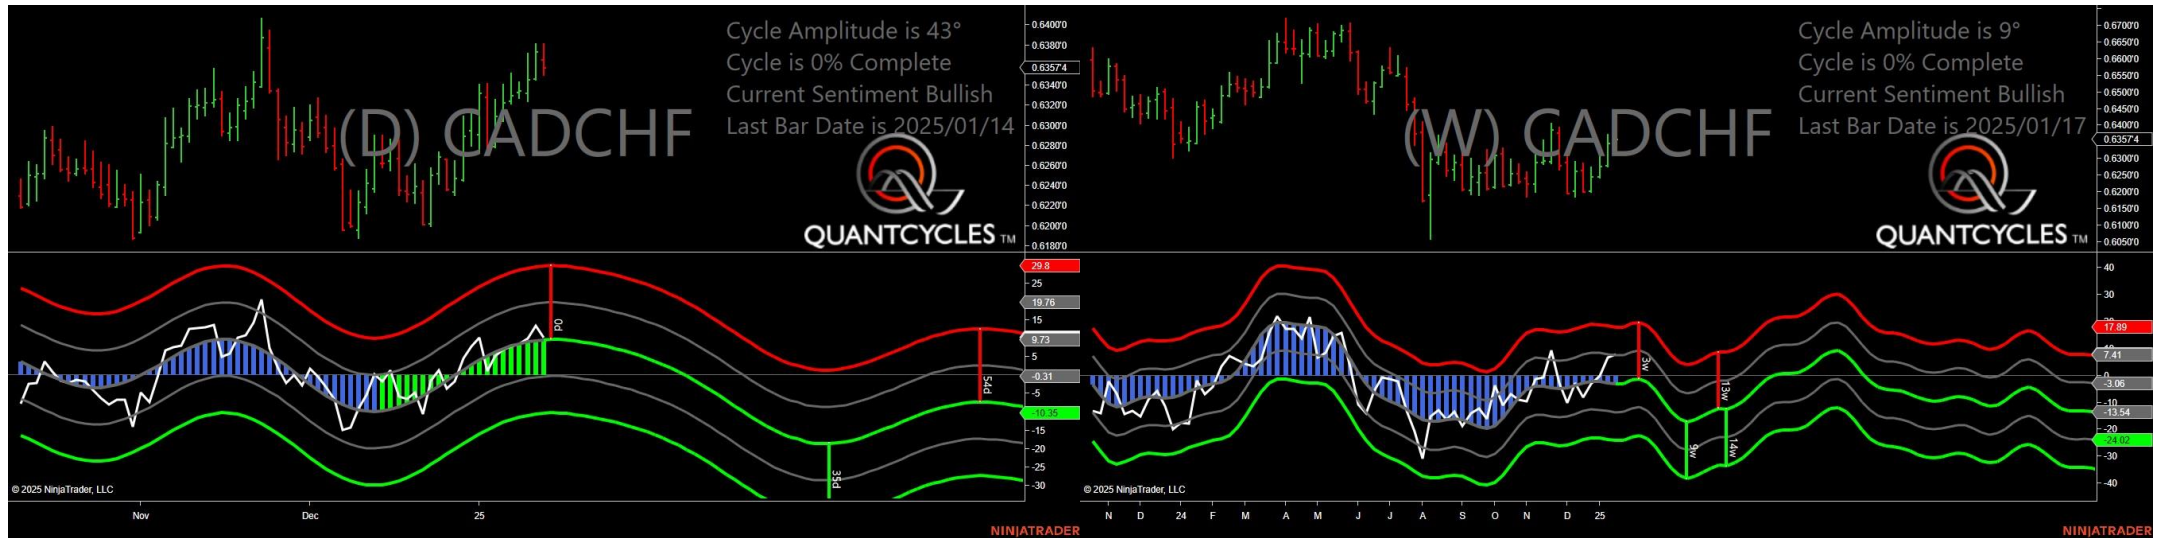 Cycle Amplitude is 43°
Cycle is 0% Complete
Current Sentiment Bullish
Last Bar Date is 2025/01/14
(D) CADCHF
QUANTCYCLES TM
0.6400'0
0.6380'0
0.6357'4
0.6340'0
0.6320'0
0.6300'0
0.6280'0
0.6260'0
0.6240'0
0.6220'0
0.6200'0
0.6180'0
29.8
25
19.76
15
9.73
5
-0.31
-5
-10.35
-15
-20
-25
-30
0d
35d
54d
© 2025 NinjaTrader, LLC
Nov Dec 25
NINJATRADER
Cycle Amplitude is 9°
Cycle is 0% Complete
Current Sentiment Bullish
Last Bar Date is 2025/01/17
(W) CADCHF
QUANTCYCLES TM
0.6700'0
0.6650'0
0.6600'0
0.6550'0
0.6500'0
0.6450'0
0.6400'0
0.6357'4
0.6300'0
0.6250'0
0.6200'0
0.6150'0
0.6100'0
0.6050'0
40
30
17.89
7.41
0
-3.06
-10
-13.54
-20
-24.02
-30
-40
3w
9w
13w
14w
© 2025 NinjaTrader, LLC
N D 24 F M A M J J A S O N D 25
NINJATRADER